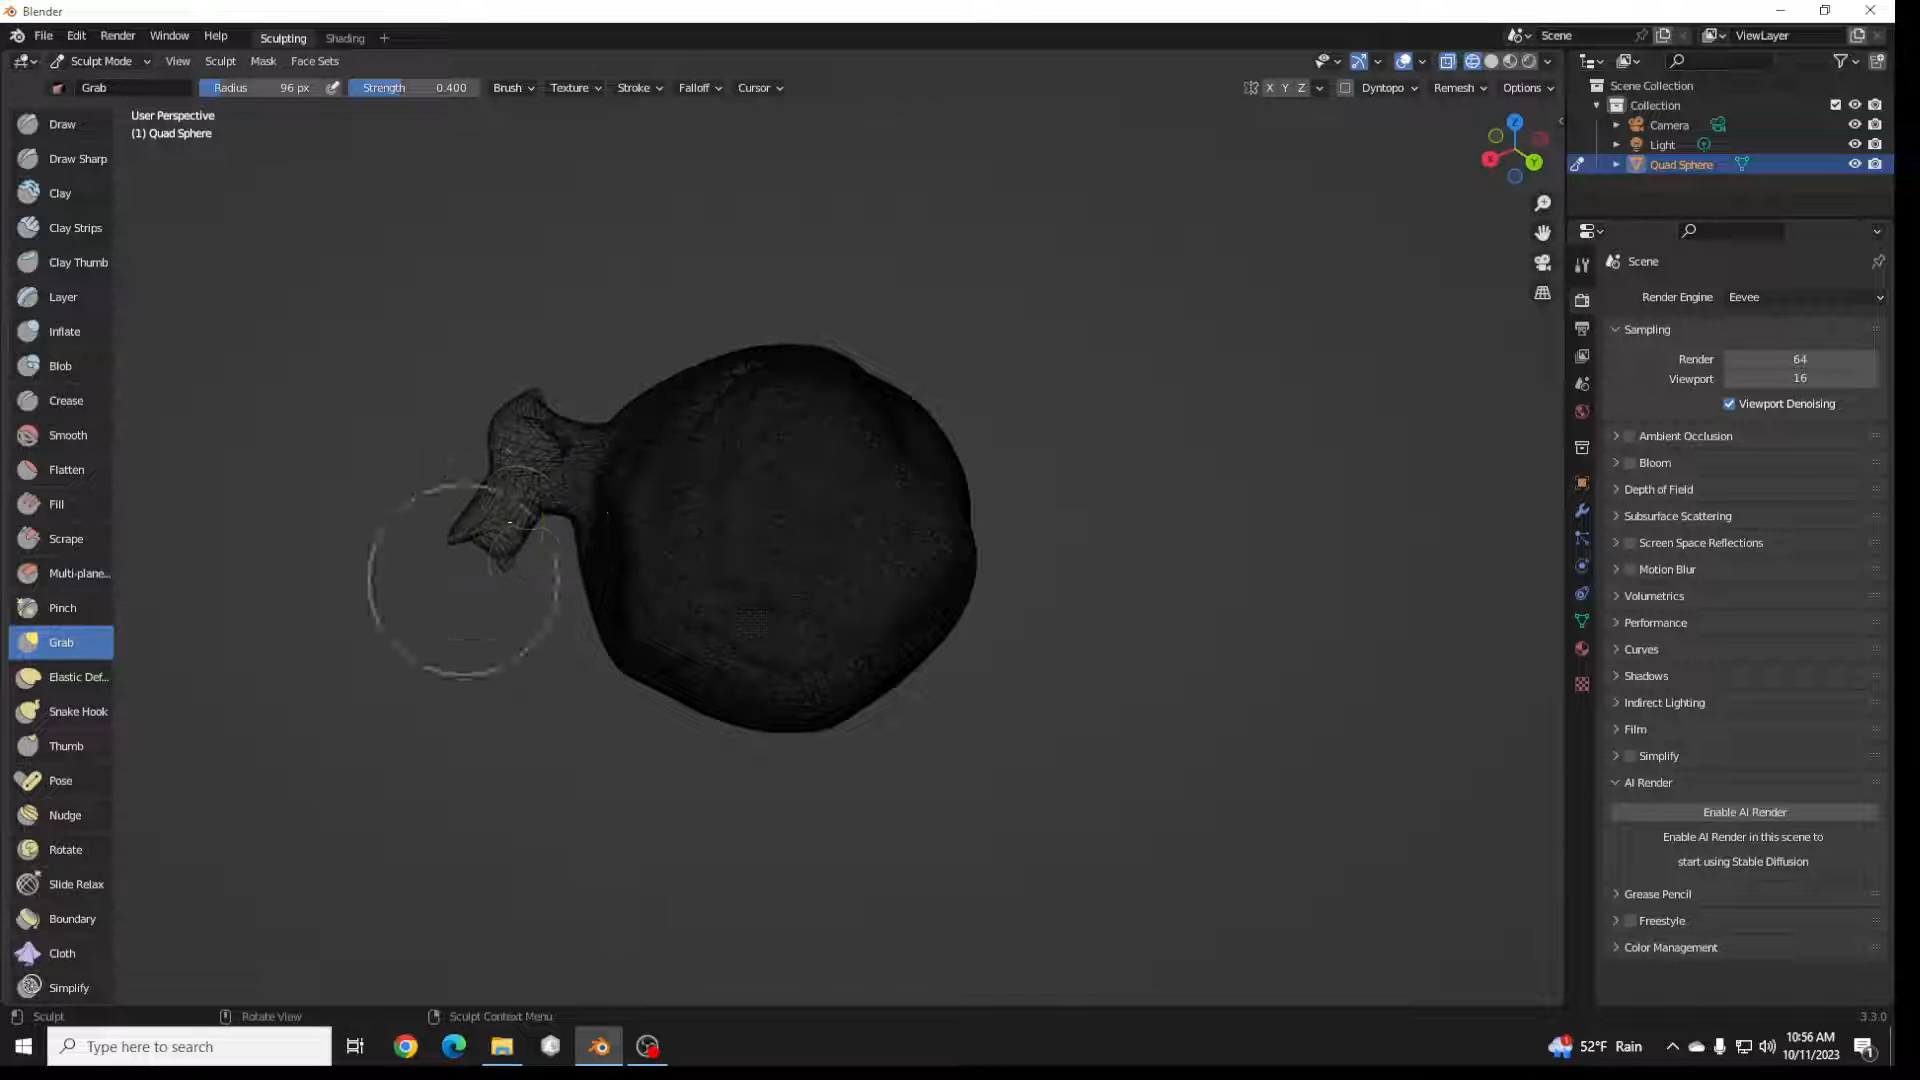 Blender
File Edit Render Window Help Sculpting Shading + Scene ViewLayer
Sculpt Mode View Sculpt Mask Face Sets
Grab Radius 96 px Strength 0.400 Brush Texture Stroke Falloff Cursor X Y Z Dyntopo Remesh Options
User Perspective
(1) Quad Sphere
Draw
Draw Sharp
Clay
Clay Strips
Clay Thumb
Layer
Inflate
Blob
Crease
Smooth
Flatten
Fill
Scrape
Multi-plane...
Pinch
Grab
Elastic Def...
Snake Hook
Thumb
Pose
Nudge
Rotate
Slide Relax
Boundary
Cloth
Simplify
Z
X
Y
Scene Collection
Collection
Camera
Light
Quad Sphere
Scene
Render Engine Eevee
Sampling
Render 64
Viewport 16
Viewport Denoising
Ambient Occlusion
Bloom
Depth of Field
Subsurface Scattering
Screen Space Reflections
Motion Blur
Volumetrics
Performance
Curves
Shadows
Indirect Lighting
Film
Simplify
AI Render
Enable AI Render
Enable AI Render in this scene to
start using Stable Diffusion
Grease Pencil
Freestyle
Color Management
Sculpt Rotate View Sculpt Context Menu 3.3.0
Type here to search
52°F Rain
10:56 AM
10/11/2023
1